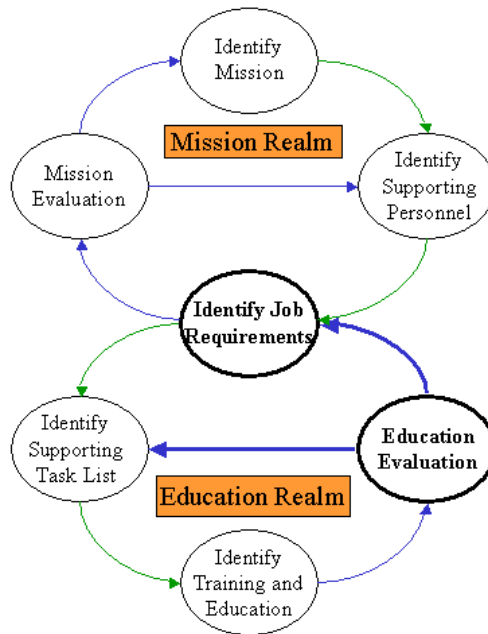 Identify
Mission
Mission Realm
Mission
Evaluation
Identify
Supporting
Personnel
Identify Job
Requirements
Identify
Supporting
Task List
Education
Evaluation
Education Realm
Identify
Training and
Education